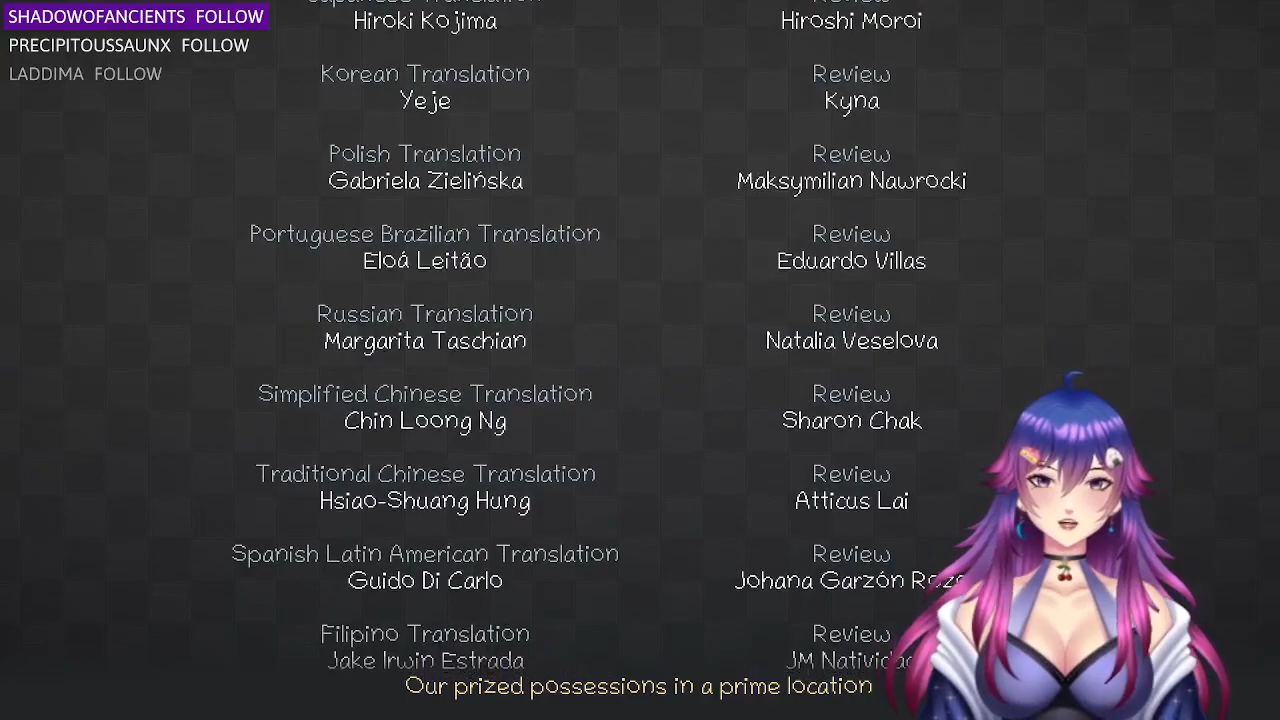 SHADOWOFANCIENTS FOLLOW
PRECIPITOUSSAUNX FOLLOW
LADDIMA FOLLOW
Hiroki Kojima
Hiroshi Moroi
Korean Translation
Review
Yeje
Kyna
Polish Translation
Review
Gabriela Zielińska
Maksymilian Nawrocki
Portuguese Brazilian Translation
Review
Eloá Leitão
Eduardo Villas
Russian Translation
Review
Margarita Taschian
Natalia Veselova
Simplified Chinese Translation
Review
Chin Loong Ng
Sharon Chak
Traditional Chinese Translation
Review
Hsiao-Shuang Hung
Atticus Lai
Spanish Latin American Translation
Review
Guido Di Carlo
Johana Garzón
Filipino Translation
Review
Jake Irwin Estrada
JM
Our prized possessions in a prime location